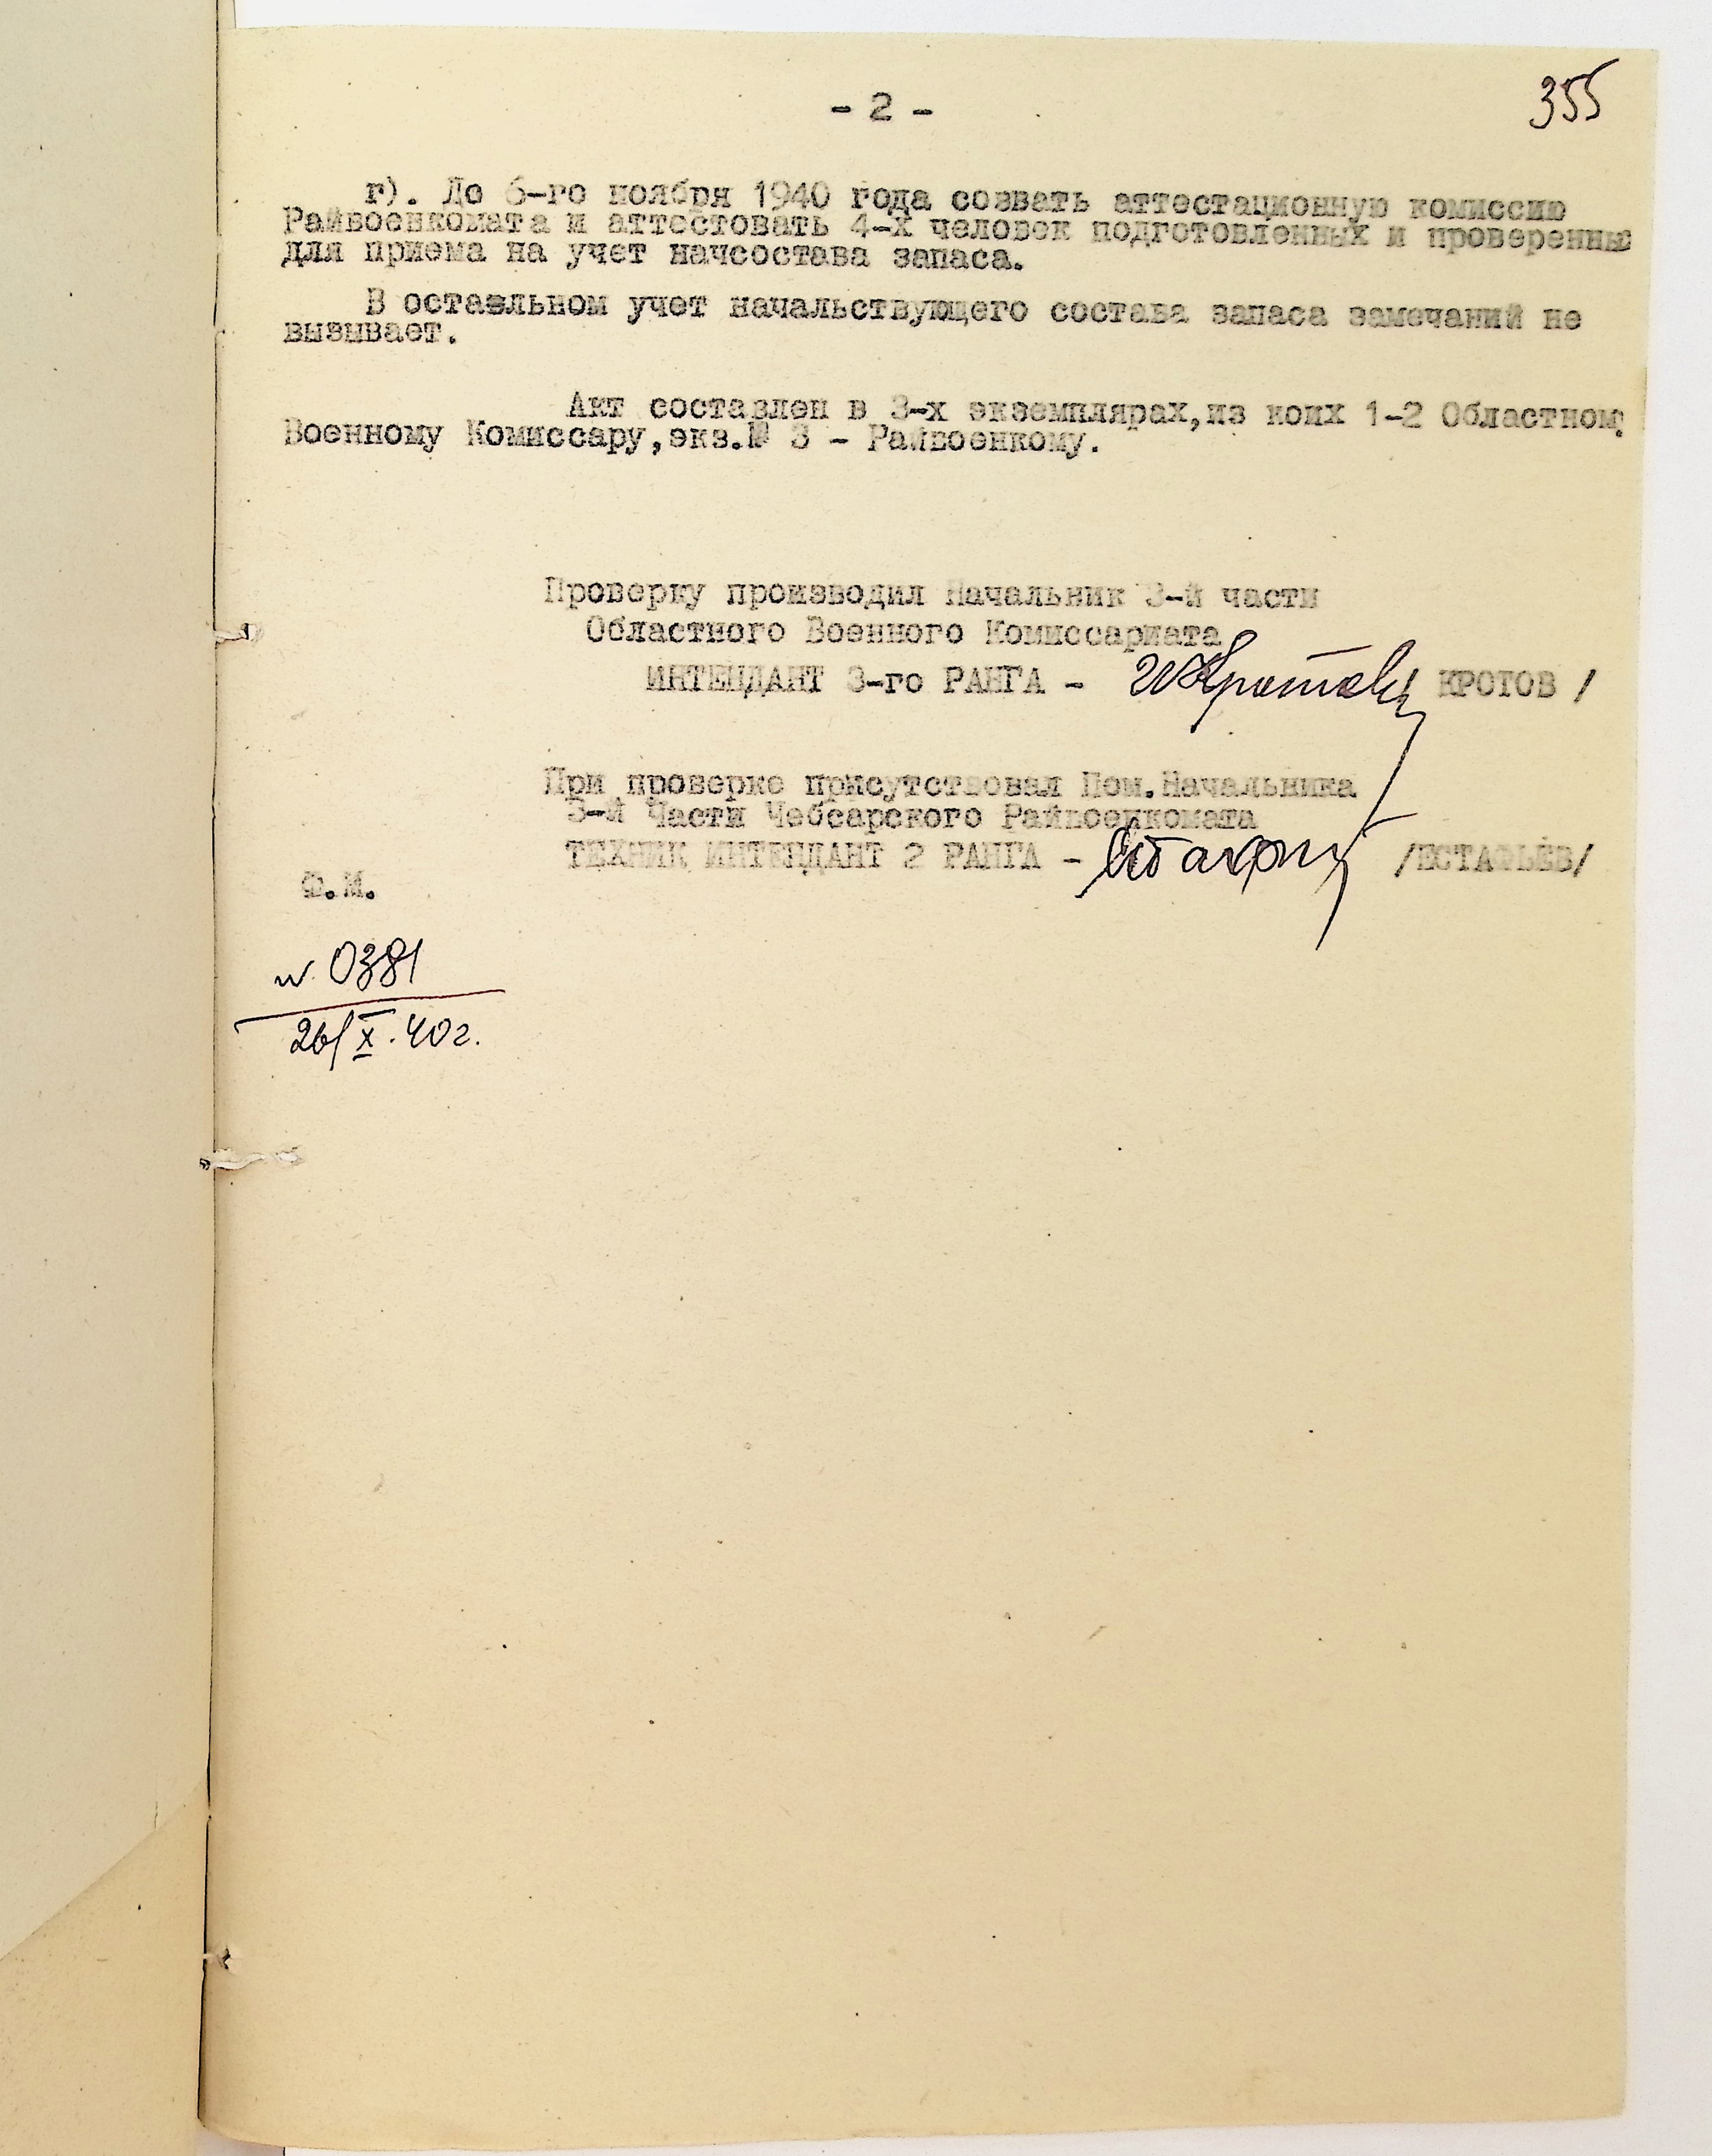 355
- 2 -
г). До 6-го ноября 1940 года созвать аттестационную комиссию
Райвоенкомата и аттестовать 4-х человек подготовленных и проверенны
для приема на учет начсостава запаса.
В остальном учет начальствующего состава запаса замечаний не
вызывает.
Акт составлен в 3-х экземплярах,из коих 1-2 Областному
Военному Комиссару,экз.№ 3 - Райвоенкому.
Проверку производил Начальник 3-й части
Областного Военного Комиссариата
ИНТЕНДАНТ 3-го РАНГА - Кротов / КРОТОВ /
При проверке присутствовал Пом.Начальника
3-й Части Чебсарского Райвоенкомата
ТЕХНИК ИНТЕНДАНТ 2 РАНГА - /ЕСТАФЬЕВ/
Ф.М.
№ 0381
26/X.40г.